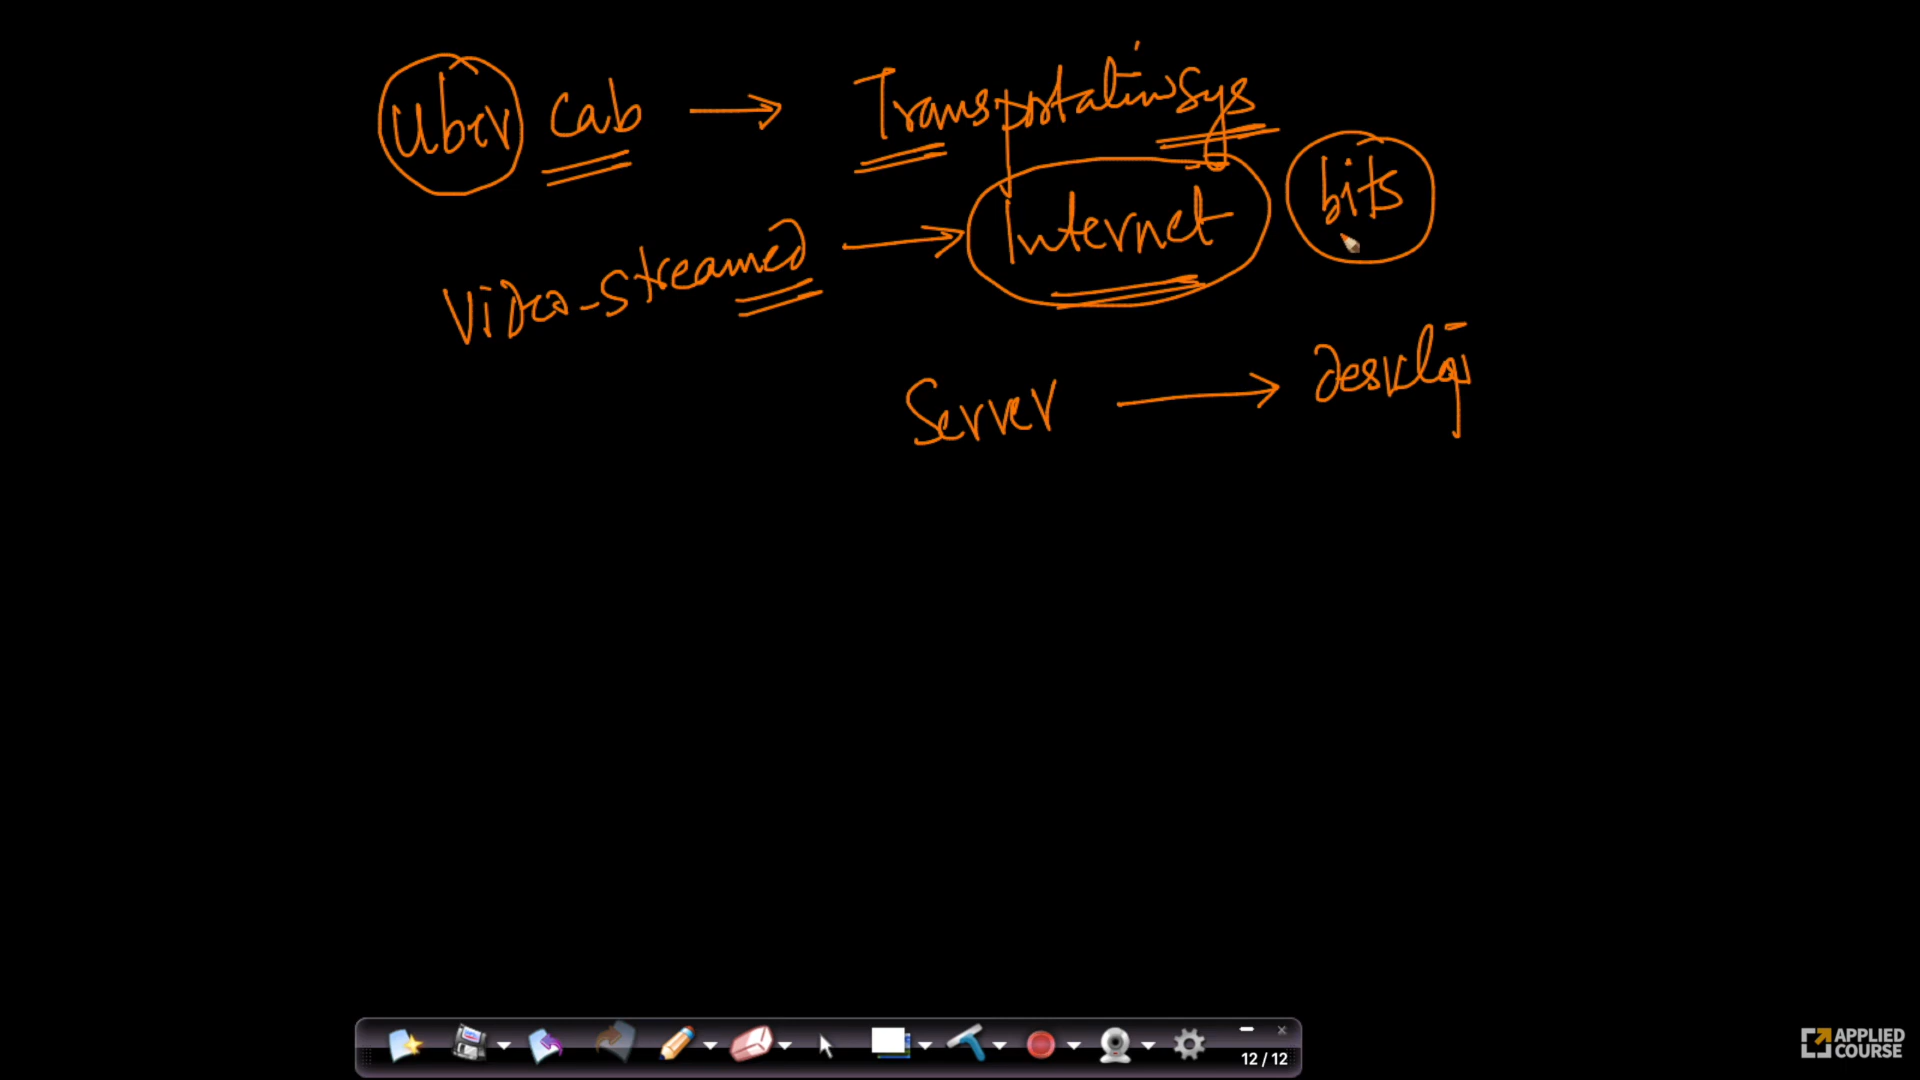 Uber Cab → Transportation Sys
Video-streamed → Internet bits
Server → Desktop
12 / 12
APPLIED
COURSE